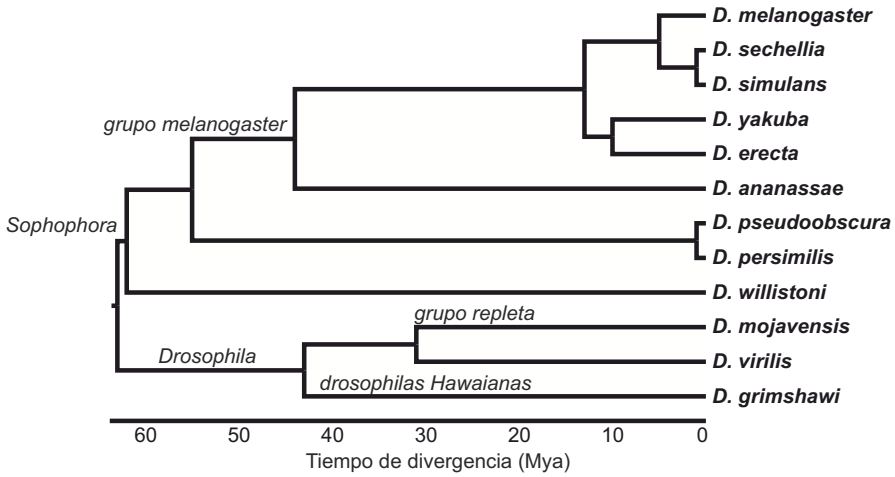 D. melanogaster
D. sechellia
D. simulans
grupo melanogaster
D. yakuba
D. erecta
D. ananassae
Sophophora
D. pseudoobscura
D. persimilis
D. willistoni
grupo repleta
D. mojavensis
Drosophila
D. virilis
drosophilas Hawaianas
D. grimshawi
60 50 40 30 20 10 0
Tiempo de divergencia (Mya)